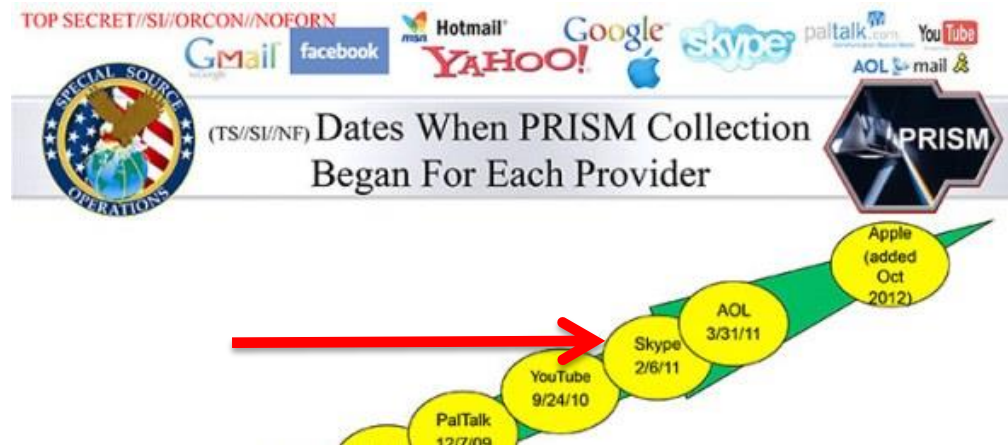 TOP SECRET//SI//ORCON//NOFORN
msn Hotmail
Google
skype
paltalk.com
You Tube
GMail
facebook
YAHOO!
AOL mail
SPECIAL SOURCE OPERATIONS
(TS//SI//NF) Dates When PRISM Collection
Began For Each Provider
PRISM
Apple
(added
Oct
2012)
AOL
3/31/11
Skype
2/6/11
YouTube
9/24/10
PalTalk
12/7/09